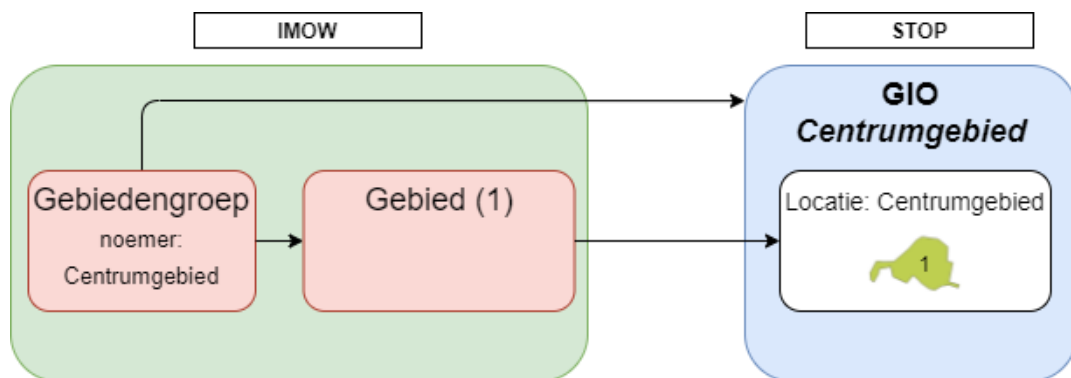 IMOW
STOP
GIO
Centrumgebied
Gebiedengroep
noemer:
Centrumgebied
Gebied (1)
Locatie: Centrumgebied
1